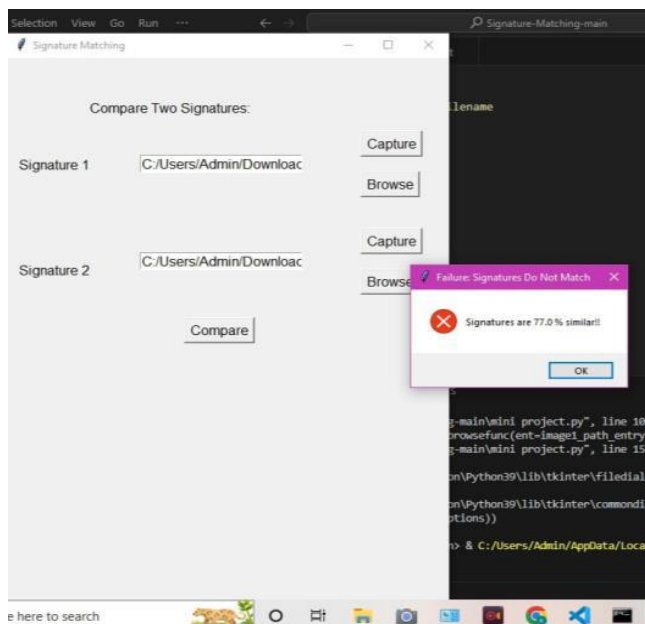 Selection View Go Run ... Signature-Matching-main
Signature Matching
Compare Two Signatures:
Capture
Signature 1 C:/Users/Admin/Downloac
Browse
Capture
Signature 2 C:/Users/Admin/Downloac
Browse
Compare
ilename
Failure: Signatures Do Not Match
Signatures are 77.0 % similar!!
OK
g-main\mini project.py", line 10
browsefunc(ent=image1_path_entry
g-main\mini project.py", line 15
on\Python39\lib\tkinter\filedial
on\Python39\lib\tkinter\commondi
ptions))
n> & C:/Users/Admin/AppData/Loca
e here to search